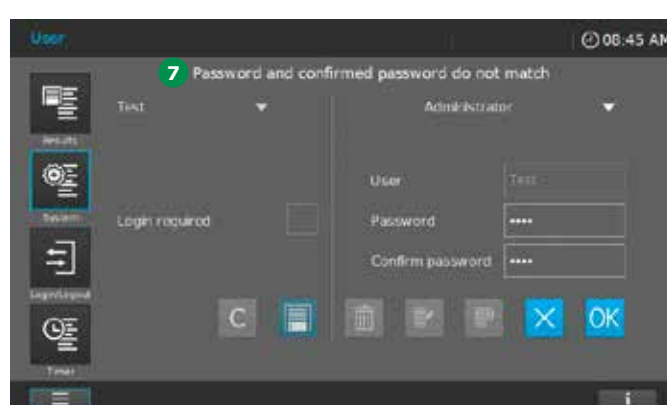 User
08:45 AM
7 Password and confirmed password do not match
Test
Administrator
Results
User
Test
System
Login required
Password
••••
Confirm password
••••
Login/Logout
C
OK
Timer
i